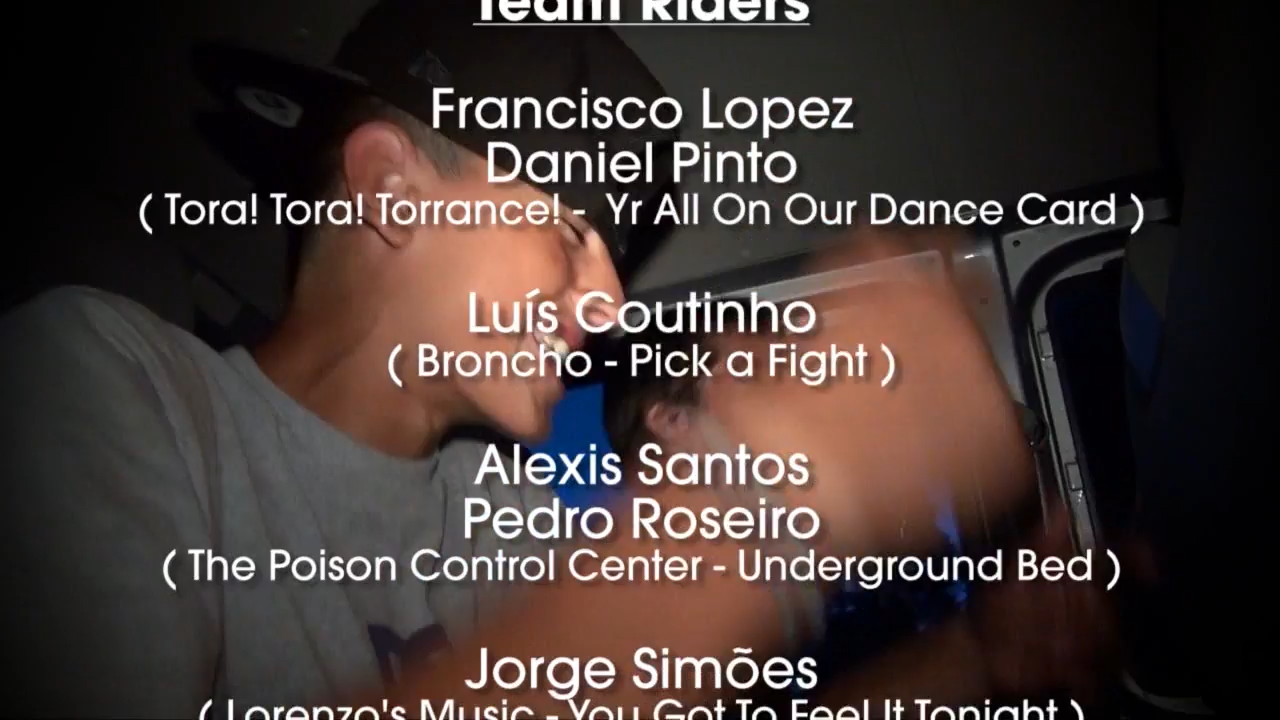 Team Riders
Francisco Lopez
Daniel Pinto
( Tora! Tora! Torrance! - Yr All On Our Dance Card )
Luís Coutinho
( Broncho - Pick a Fight )
Alexis Santos
Pedro Roseiro
( The Poison Control Center - Underground Bed )
Jorge Simões
( Lorenzo's Music - You Got To Feel It Tonight )